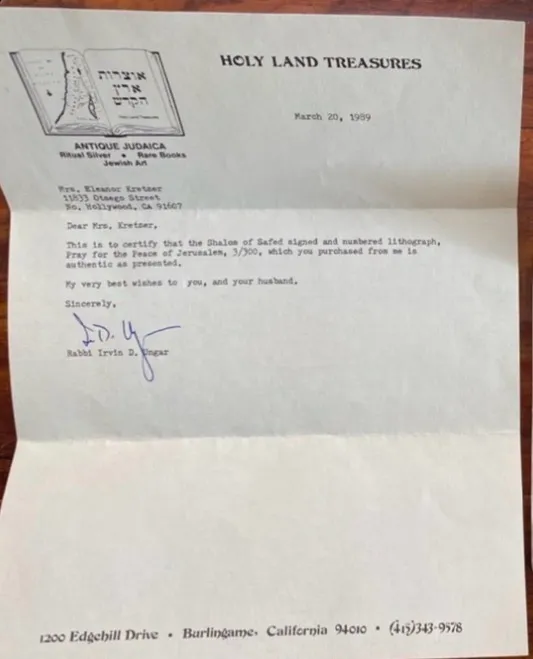 HOLY LAND TREASURES
אוצרות
ארץ
הקדש
Holy Land Treasures
ANTIQUE JUDAICA
Ritual Silver • Rare Books
Jewish Art
March 20, 1989
Mrs. Eleanor Kretzer
11833 Otsego Street
No. Hollywood, CA 91607
Dear Mrs. Kretzer,
This is to certify that the Shalom of Safed signed and numbered lithograph,
Pray for the Peace of Jerusalem, 3/300, which you purchased from me is
authentic as presented.
My very best wishes to you, and your husband.
Sincerely,
I D. Ungar
Rabbi Irvin D. Ungar
1200 Edgehill Drive • Burlingame, California 94010 • (415)343-9578